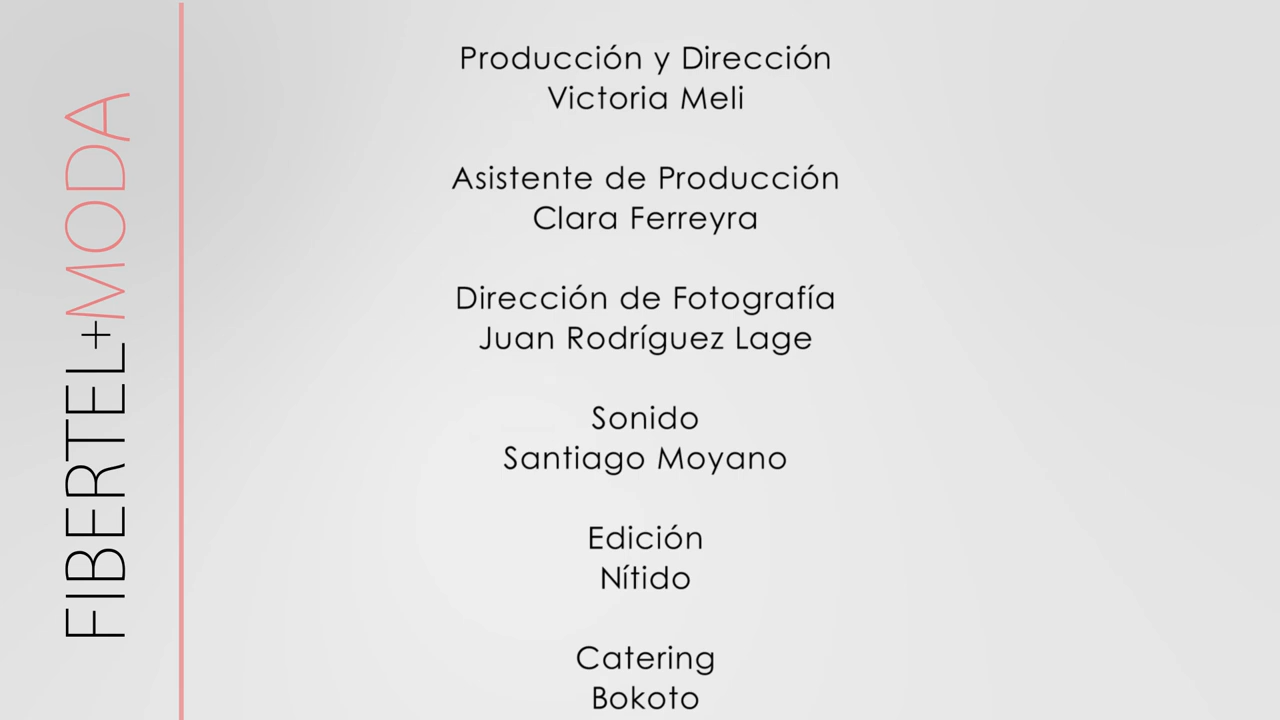 FIBERTEL+MODA
Producción y Dirección
Victoria Meli
Asistente de Producción
Clara Ferreyra
Dirección de Fotografía
Juan Rodríguez Lage
Sonido
Santiago Moyano
Edición
Nítido
Catering
Bokoto